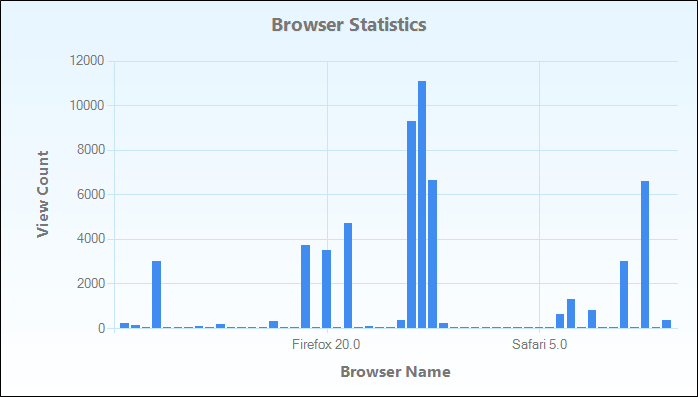 Browser Statistics
12000
10000
8000
6000
4000
2000
0
View Count
Firefox 20.0
Safari 5.0
Browser Name